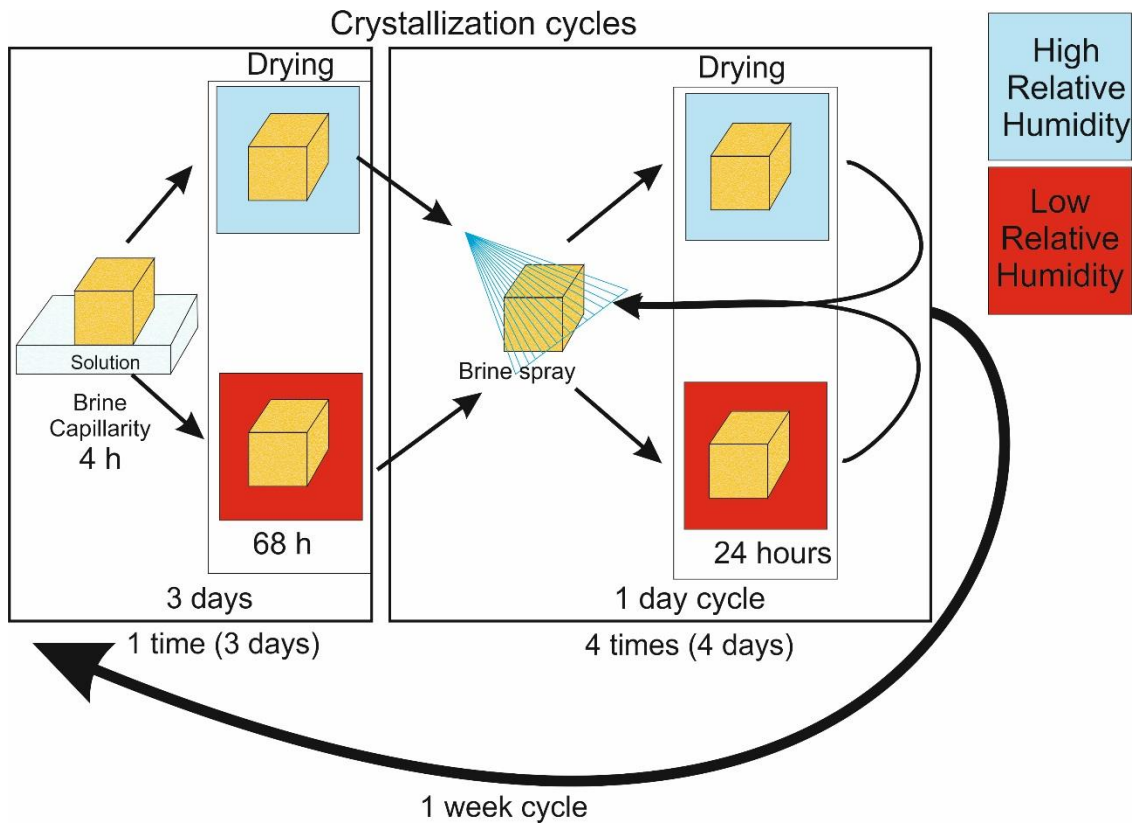 Crystallization cycles
Drying
Solution
Brine
Capillarity
4 h
68 h
3 days
1 time (3 days)
Drying
Brine spray
24 hours
1 day cycle
4 times (4 days)
1 week cycle
High
Relative
Humidity
Low
Relative
Humidity